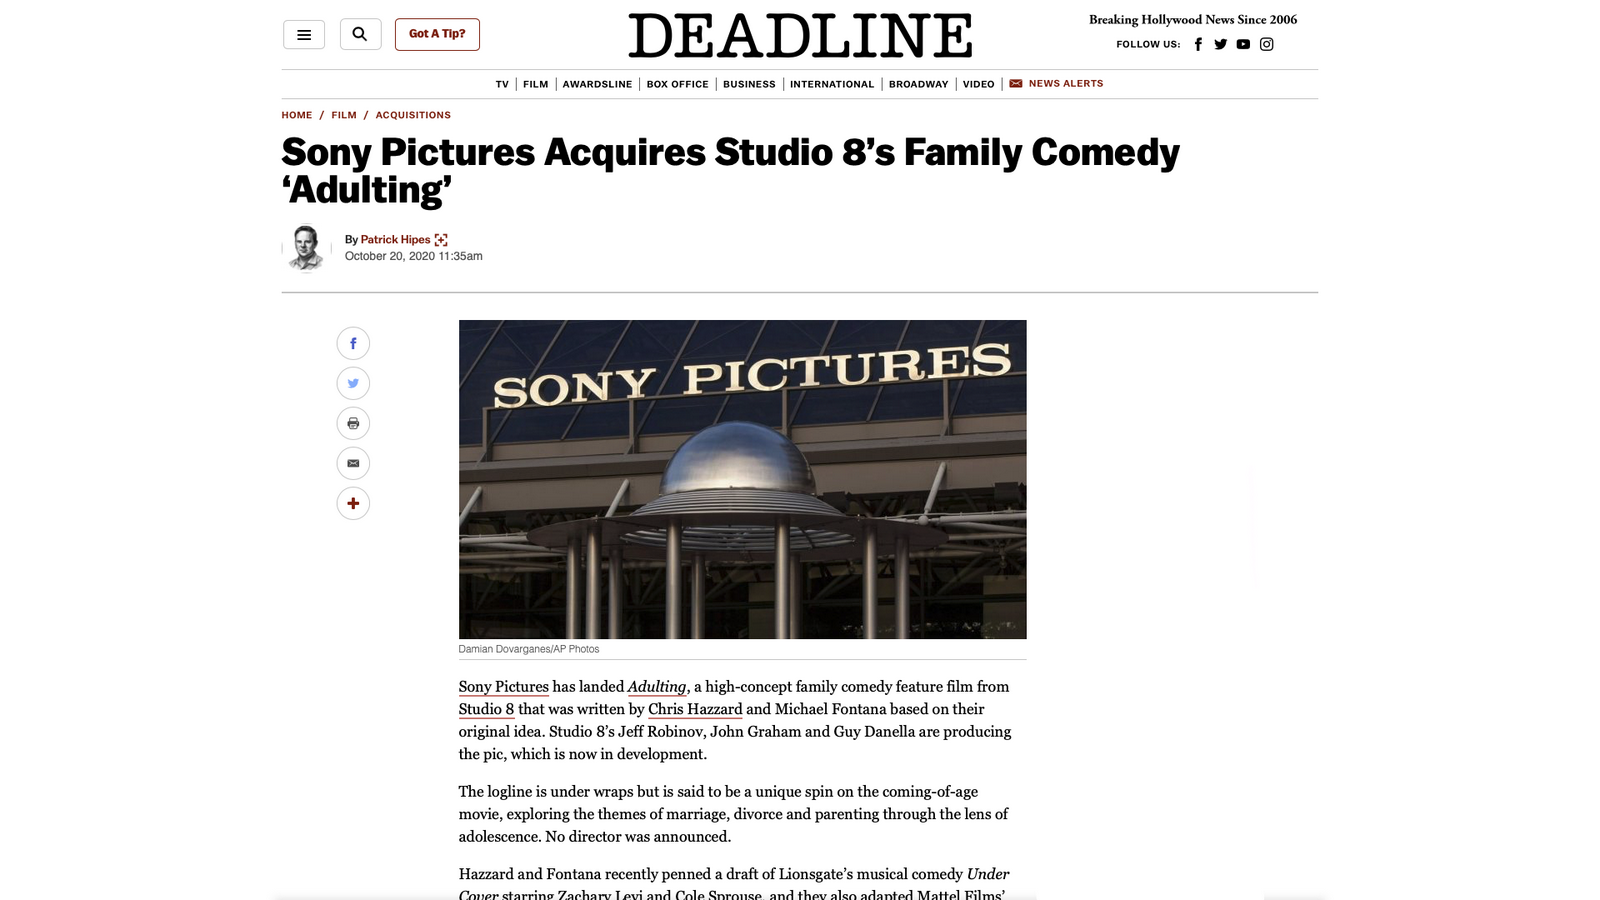 Got A Tip?
DEADLINE
Breaking Hollywood News Since 2006
FOLLOW US:
TV | FILM | AWARDSLINE | BOX OFFICE | BUSINESS | INTERNATIONAL | BROADWAY | VIDEO | NEWS ALERTS
HOME / FILM / ACQUISITIONS
Sony Pictures Acquires Studio 8’s Family Comedy
‘Adulting’
By Patrick Hipes
October 20, 2020 11:35am
SONY PICTURES
Damian Dovarganes/AP Photos
Sony Pictures has landed Adulting, a high-concept family comedy feature film from
Studio 8 that was written by Chris Hazzard and Michael Fontana based on their
original idea. Studio 8’s Jeff Robinov, John Graham and Guy Danella are producing
the pic, which is now in development.
The logline is under wraps but is said to be a unique spin on the coming-of-age
movie, exploring the themes of marriage, divorce and parenting through the lens of
adolescence. No director was announced.
Hazzard and Fontana recently penned a draft of Lionsgate’s musical comedy Under
Cover starring Zachary Levi and Cole Sprouse, and they also adapted Mattel Films’